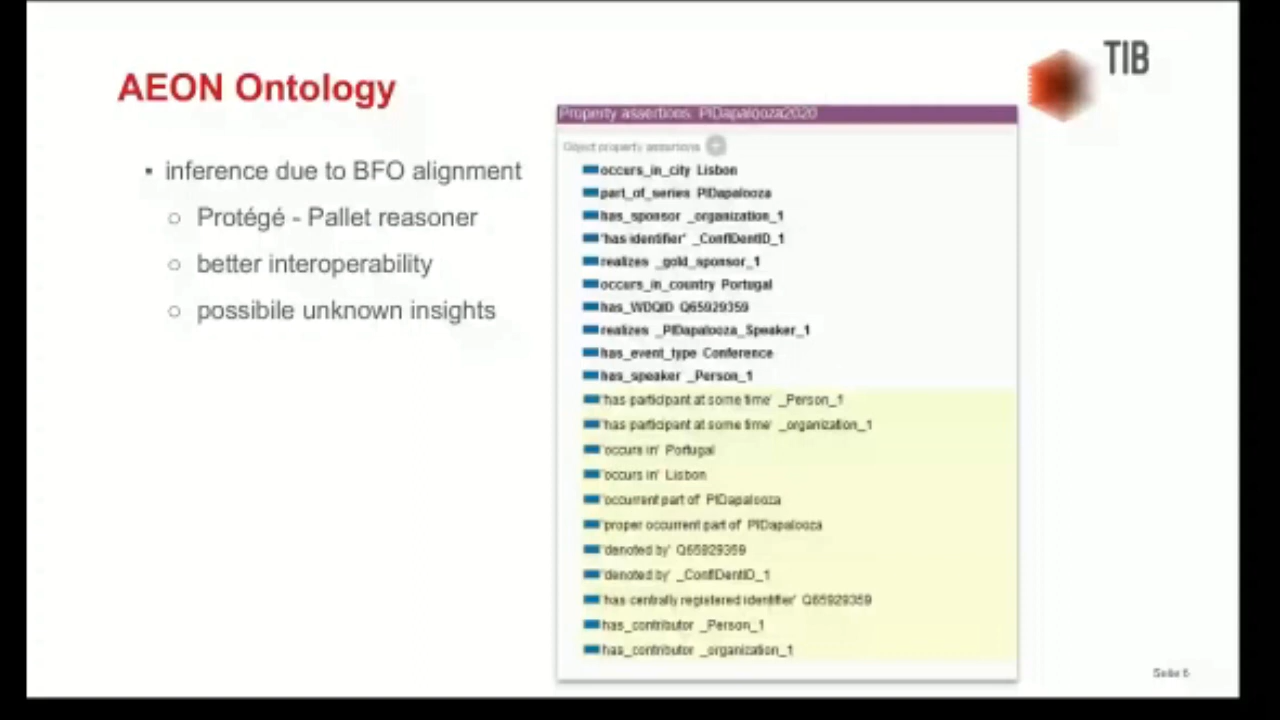 TIB
AEON Ontology
▪ inference due to BFO alignment
○ Protégé - Pallet reasoner
○ better interoperability
○ possibile unknown insights
Property assertions: PIDapalooza2020
Object property assertions
occurs_in_city Lisbon
part_of_series PIDapalooza
has_sponsor _organization_1
'has identifier' _ConfIDentID_1
realizes _gold_sponsor_1
occurs_in_country Portugal
has_WDQID Q65929359
realizes _PIDapalooza_Speaker_1
has_event_type Conference
has_speaker _Person_1
'has participant at some time' _Person_1
'has participant at some time' _organization_1
'occurs in' Portugal
'occurs in' Lisbon
'occurrent part of' PIDapalooza
'proper occurrent part of' PIDapalooza
'denoted by' Q65929359
'denoted by' _ConfIDentID_1
'has centrally registered identifier' Q65929359
has_contributor _Person_1
has_contributor _organization_1
Seite 6